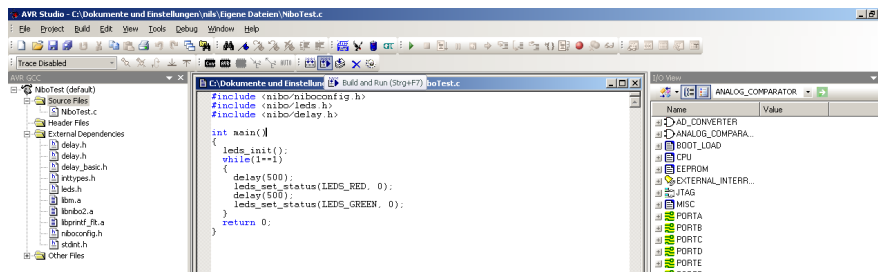 AVR Studio - C:\Dokumente und Einstellungen\nils\Eigene Dateien\NiboTest.c
File Project Build Edit View Tools Debug Window Help
Trace Disabled
AVR GCC
NiboTest (default)
Source Files
NiboTest.c
Header Files
External Dependencies
delay.h
delay.h
delay_basic.h
inttypes.h
leds.h
libm.a
libnibo2.a
libprintf_flt.a
niboconfig.h
stdint.h
Other Files
C:\Dokumente und Einstellun
Build and Run (Strg+F7)
boTest.c
#include <nibo/niboconfig.h>
#include <nibo/leds.h>
#include <nibo/delay.h>
int main()
{
leds_init();
while(1==1)
{
delay(500);
leds_set_status(LEDS_RED, 0);
delay(500);
leds_set_status(LEDS_GREEN, 0);
}
return 0;
}
I/O View
ANALOG_COMPARATOR
Name Value
AD_CONVERTER
ANALOG_COMPARA...
BOOT_LOAD
CPU
EEPROM
EXTERNAL_INTERR...
JTAG
MISC
PORTA
PORTB
PORTC
PORTD
PORTE